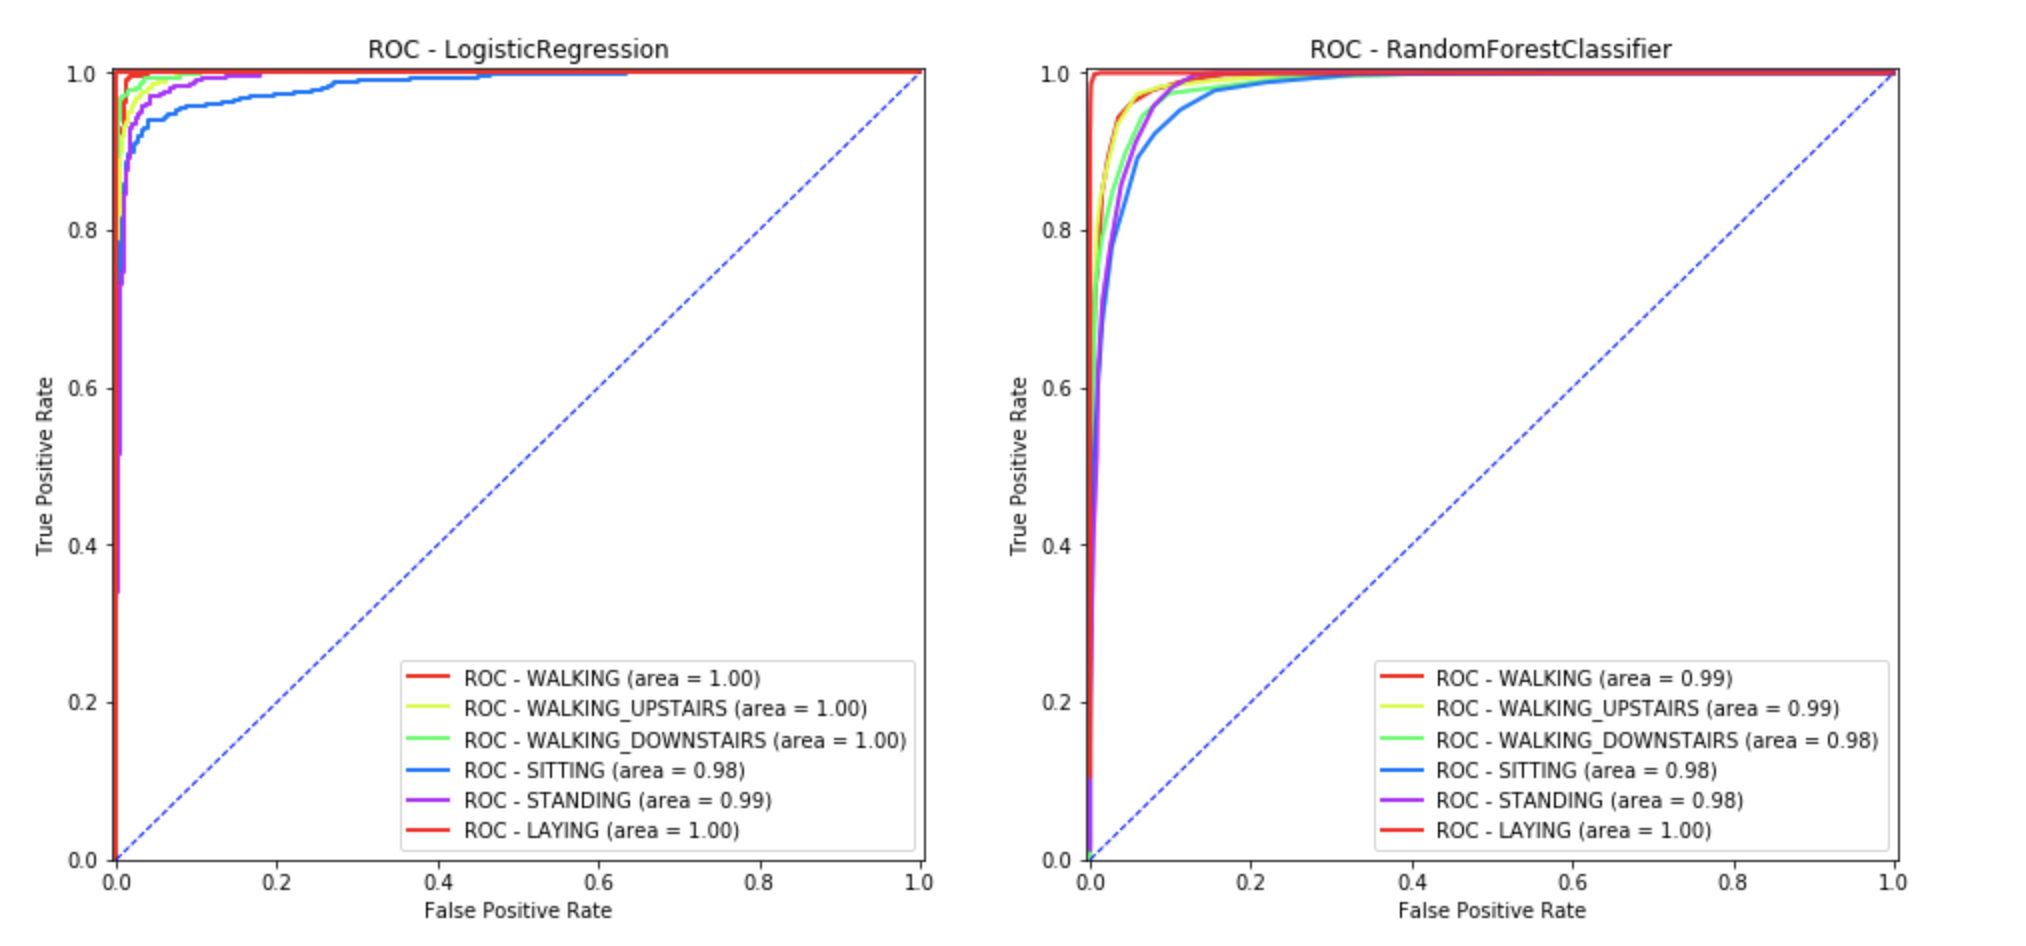 ROC - LogisticRegression
1.0
0.8
0.6
0.4
0.2
0.0
True Positive Rate
ROC - WALKING (area = 1.00)
ROC - WALKING_UPSTAIRS (area = 1.00)
ROC - WALKING_DOWNSTAIRS (area = 1.00)
ROC - SITTING (area = 0.98)
ROC - STANDING (area = 0.99)
ROC - LAYING (area = 1.00)
0.0 0.2 0.4 0.6 0.8 1.0
False Positive Rate
ROC - RandomForestClassifier
1.0
0.8
0.6
0.4
0.2
0.0
True Positive Rate
ROC - WALKING (area = 0.99)
ROC - WALKING_UPSTAIRS (area = 0.99)
ROC - WALKING_DOWNSTAIRS (area = 0.98)
ROC - SITTING (area = 0.98)
ROC - STANDING (area = 0.98)
ROC - LAYING (area = 1.00)
0.0 0.2 0.4 0.6 0.8 1.0
False Positive Rate